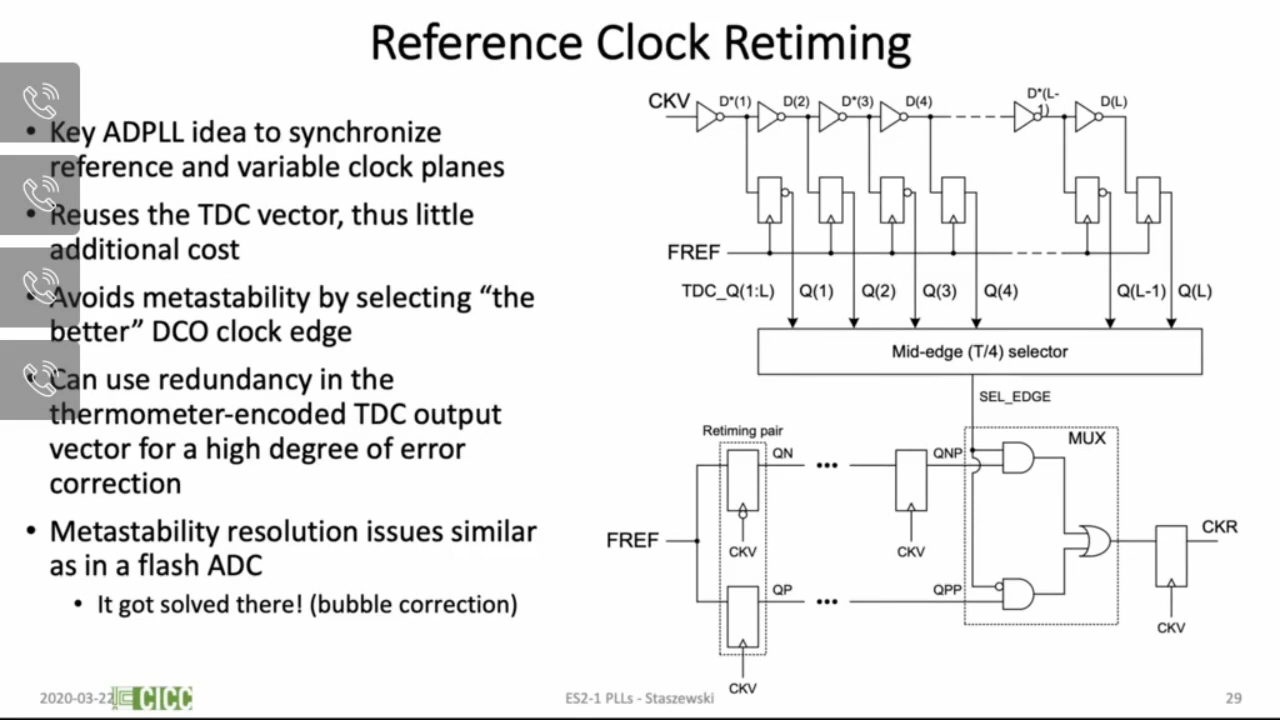 Reference Clock Retiming
• Key ADPLL idea to synchronize
reference and variable clock planes
• Reuses the TDC vector, thus little
additional cost
• Avoids metastability by selecting “the
better” DCO clock edge
• Can use redundancy in the
thermometer-encoded TDC output
vector for a high degree of error
correction
• Metastability resolution issues similar
as in a flash ADC
• It got solved there! (bubble correction)
CKV
D*(1)
D(2)
D*(3)
D(4)
D*(L-
1)
D(L)
FREF
TDC_Q(1:L)
Q(1)
Q(2)
Q(3)
Q(4)
Q(L-1)
Q(L)
Mid-edge (T/4) selector
SEL_EDGE
Retiming pair
MUX
QN
QNP
CKV
CKV
FREF
CKR
QP
QPP
CKV
CKV
2020-03-22
CICC
ES2-1 PLLs - Staszewski
29